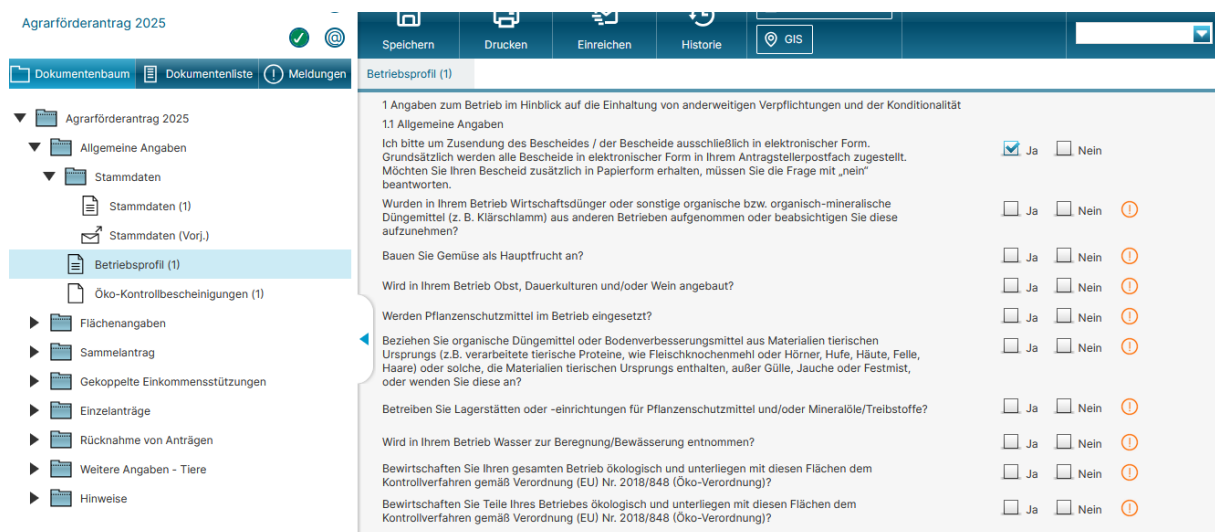 Agrarförderantrag 2025
Speichern
Drucken
Einreichen
Historie
GIS
Dokumentenbaum
Dokumentenliste
Meldungen
Betriebsprofil (1)
Agrarförderantrag 2025
Allgemeine Angaben
Stammdaten
Stammdaten (1)
Stammdaten (Vorj.)
Betriebsprofil (1)
Öko-Kontrollbescheinigungen (1)
Flächenangaben
Sammelantrag
Gekoppelte Einkommensstützungen
Einzelanträge
Rücknahme von Anträgen
Weitere Angaben - Tiere
Hinweise
1 Angaben zum Betrieb im Hinblick auf die Einhaltung von anderweitigen Verpflichtungen und der Konditionalität
1.1 Allgemeine Angaben
Ich bitte um Zusendung des Bescheides / der Bescheide ausschließlich in elektronischer Form.
Grundsätzlich werden alle Bescheide in elektronischer Form in Ihrem Antragstellerpostfach zugestellt.
Möchten Sie Ihren Bescheid zusätzlich in Papierform erhalten, müssen Sie die Frage mit „nein"
beantworten.
Ja Nein
Wurden in Ihrem Betrieb Wirtschaftsdünger oder sonstige organische bzw. organisch-mineralische
Düngemittel (z. B. Klärschlamm) aus anderen Betrieben aufgenommen oder beabsichtigen Sie diese
aufzunehmen?
Ja Nein
Bauen Sie Gemüse als Hauptfrucht an?
Ja Nein
Wird in Ihrem Betrieb Obst, Dauerkulturen und/oder Wein angebaut?
Ja Nein
Werden Pflanzenschutzmittel im Betrieb eingesetzt?
Ja Nein
Beziehen Sie organische Düngemittel oder Bodenverbesserungsmittel aus Materialien tierischen
Ursprungs (z.B. verarbeitete tierische Proteine, wie Fleischknochenmehl oder Hörner, Hufe, Häute, Felle,
Haare) oder solche, die Materialien tierischen Ursprungs enthalten, außer Gülle, Jauche oder Festmist,
oder wenden Sie diese an?
Ja Nein
Betreiben Sie Lagerstätten oder -einrichtungen für Pflanzenschutzmittel und/oder Mineralöle/Treibstoffe?
Ja Nein
Wird in Ihrem Betrieb Wasser zur Beregnung/Bewässerung entnommen?
Ja Nein
Bewirtschaften Sie Ihren gesamten Betrieb ökologisch und unterliegen mit diesen Flächen dem
Kontrollverfahren gemäß Verordnung (EU) Nr. 2018/848 (Öko-Verordnung)?
Ja Nein
Bewirtschaften Sie Teile Ihres Betriebes ökologisch und unterliegen mit diesen Flächen dem
Kontrollverfahren gemäß Verordnung (EU) Nr. 2018/848 (Öko-Verordnung)?
Ja Nein